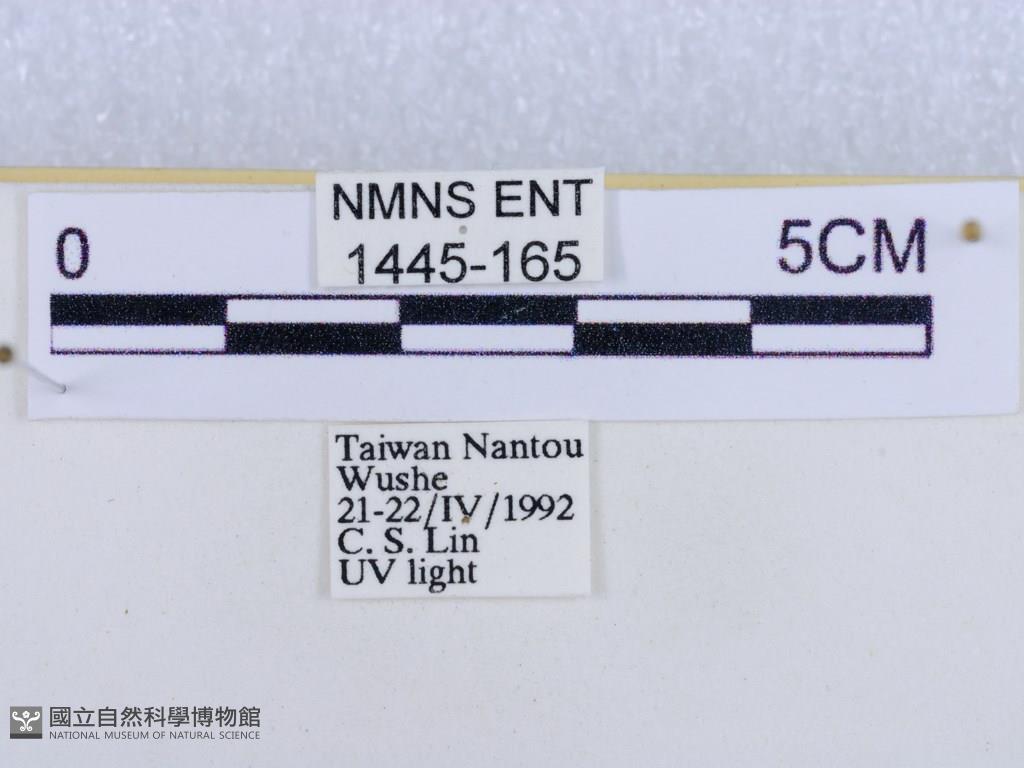 NMNS ENT
1445-165
0
5CM
Taiwan Nantou
Wushe
21-22/IV/1992
C. S. Lin
UV light
國立自然科學博物館
NATIONAL MUSEUM OF NATURAL SCIENCE